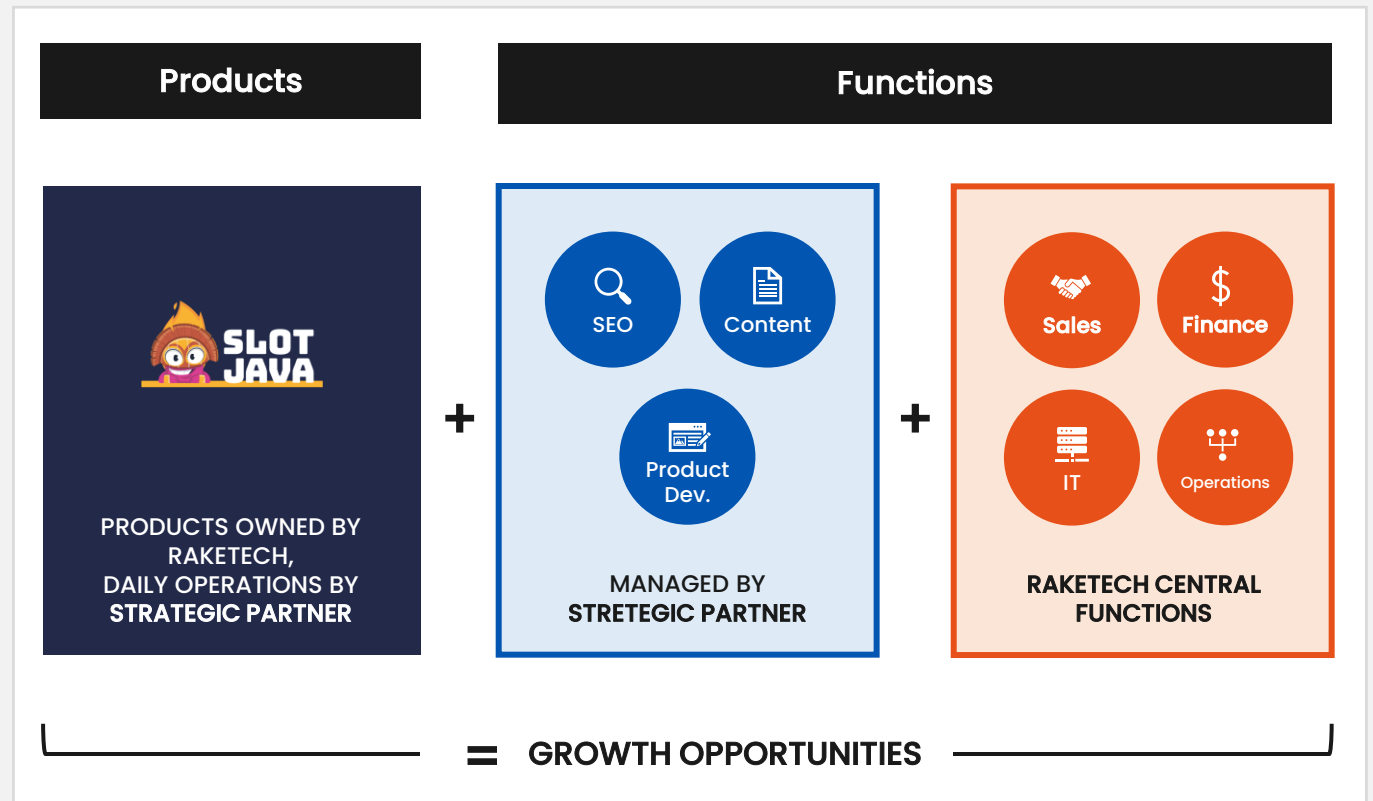 Products
Functions
SLOT
JAVA
PRODUCTS OWNED BY
RAKETECH,
DAILY OPERATIONS BY
STRATEGIC PARTNER
+
SEO
Content
Product
Dev.
MANAGED BY
STRETEGIC PARTNER
+
$
Sales
Finance
IT
Operations
RAKETECH CENTRAL
FUNCTIONS
= GROWTH OPPORTUNITIES